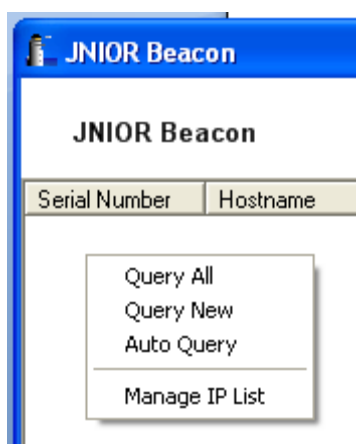 JNIOR Beacon
JNIOR Beacon
Serial Number Hostname
Query All
Query New
Auto Query
Manage IP List